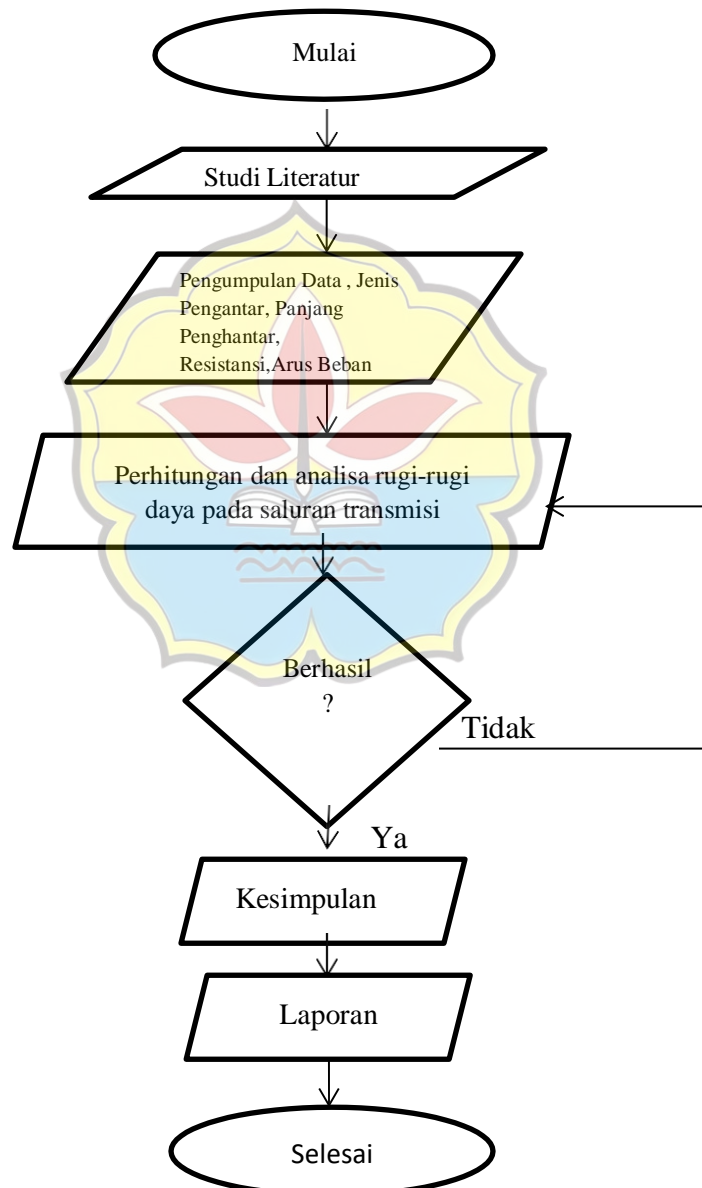 Mulai
Studi Literatur
Pengumpulan Data , Jenis
Pengantar, Panjang
Penghantar,
Resistansi,Arus Beban
Perhitungan dan analisa rugi-rugi
daya pada saluran transmisi
Berhasil
?
Tidak
Ya
Kesimpulan
Laporan
Selesai